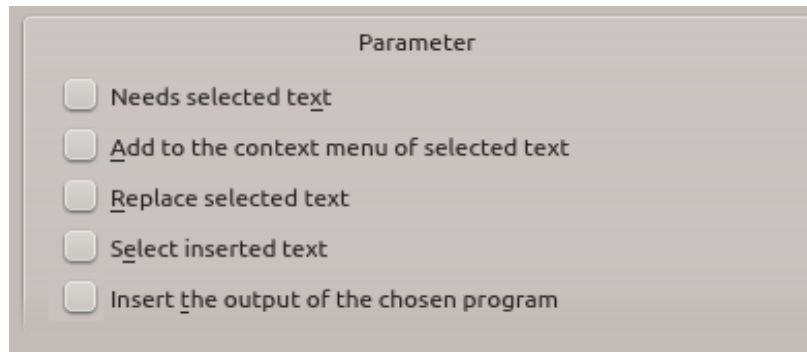 Parameter
Needs selected text
Add to the context menu of selected text
Replace selected text
Select inserted text
Insert the output of the chosen program